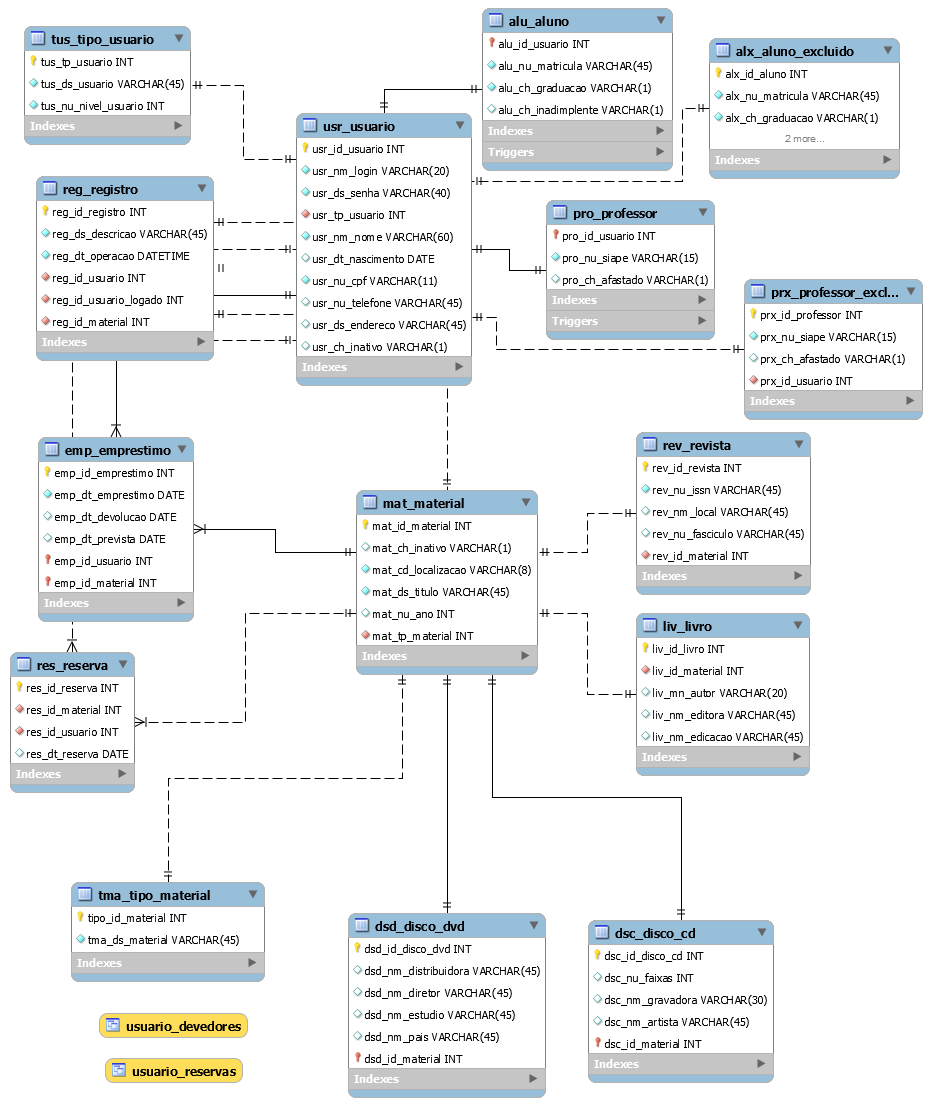 tus_tipo_usuario
tus_tp_usuario INT
tus_ds_usuario VARCHAR(45)
tus_nu_nivel_usuario INT
Indexes
alu_aluno
alu_id_usuario INT
alu_nu_matricula VARCHAR(45)
alu_ch_graduacao VARCHAR(1)
alu_ch_inadimplente VARCHAR(1)
Indexes
Triggers
alx_aluno_excluido
alx_id_aluno INT
alx_nu_matricula VARCHAR(45)
alx_ch_graduacao VARCHAR(1)
2 more...
Indexes
usr_usuario
usr_id_usuario INT
usr_nm_login VARCHAR(20)
usr_ds_senha VARCHAR(40)
usr_tp_usuario INT
usr_nm_nome VARCHAR(60)
usr_dt_nascimento DATE
usr_nu_cpf VARCHAR(11)
usr_nu_telefone VARCHAR(45)
usr_ds_endereco VARCHAR(45)
usr_ch_inativo VARCHAR(1)
Indexes
reg_registro
reg_id_registro INT
reg_ds_descricao VARCHAR(45)
reg_dt_operacao DATETIME
reg_id_usuario INT
reg_id_usuario_logado INT
reg_id_material INT
Indexes
pro_professor
pro_id_usuario INT
pro_nu_siape VARCHAR(15)
pro_ch_afastado VARCHAR(1)
Indexes
Triggers
prx_professor_excl...
prx_id_professor INT
prx_nu_siape VARCHAR(15)
prx_ch_afastado VARCHAR(1)
prx_id_usuario INT
Indexes
emp_emprestimo
emp_id_emprestimo INT
emp_dt_emprestimo DATE
emp_dt_devolucao DATE
emp_dt_prevista DATE
emp_id_usuario INT
emp_id_material INT
Indexes
mat_material
mat_id_material INT
mat_ch_inativo VARCHAR(1)
mat_cd_localizacao VARCHAR(8)
mat_ds_titulo VARCHAR(45)
mat_nu_ano INT
mat_tp_material INT
Indexes
rev_revista
rev_id_revista INT
rev_nu_issn VARCHAR(45)
rev_nm_local VARCHAR(45)
rev_nu_fasciculo VARCHAR(45)
rev_id_material INT
Indexes
liv_livro
liv_id_livro INT
liv_id_material INT
liv_mn_autor VARCHAR(20)
liv_nm_editora VARCHAR(45)
liv_nm_edicacao VARCHAR(45)
Indexes
res_reserva
res_id_reserva INT
res_id_material INT
res_id_usuario INT
res_dt_reserva DATE
Indexes
tma_tipo_material
tipo_id_material INT
tma_ds_material VARCHAR(45)
Indexes
dsd_disco_dvd
dsd_id_disco_dvd INT
dsd_nm_distribuidora VARCHAR(45)
dsd_nm_diretor VARCHAR(45)
dsd_nm_estudio VARCHAR(45)
dsd_nm_pais VARCHAR(45)
dsd_id_material INT
Indexes
dsc_disco_cd
dsc_id_disco_cd INT
dsc_nu_faixas INT
dsc_nm_gravadora VARCHAR(30)
dsc_nm_artista VARCHAR(45)
dsc_id_material INT
Indexes
usuario_devedores
usuario_reservas